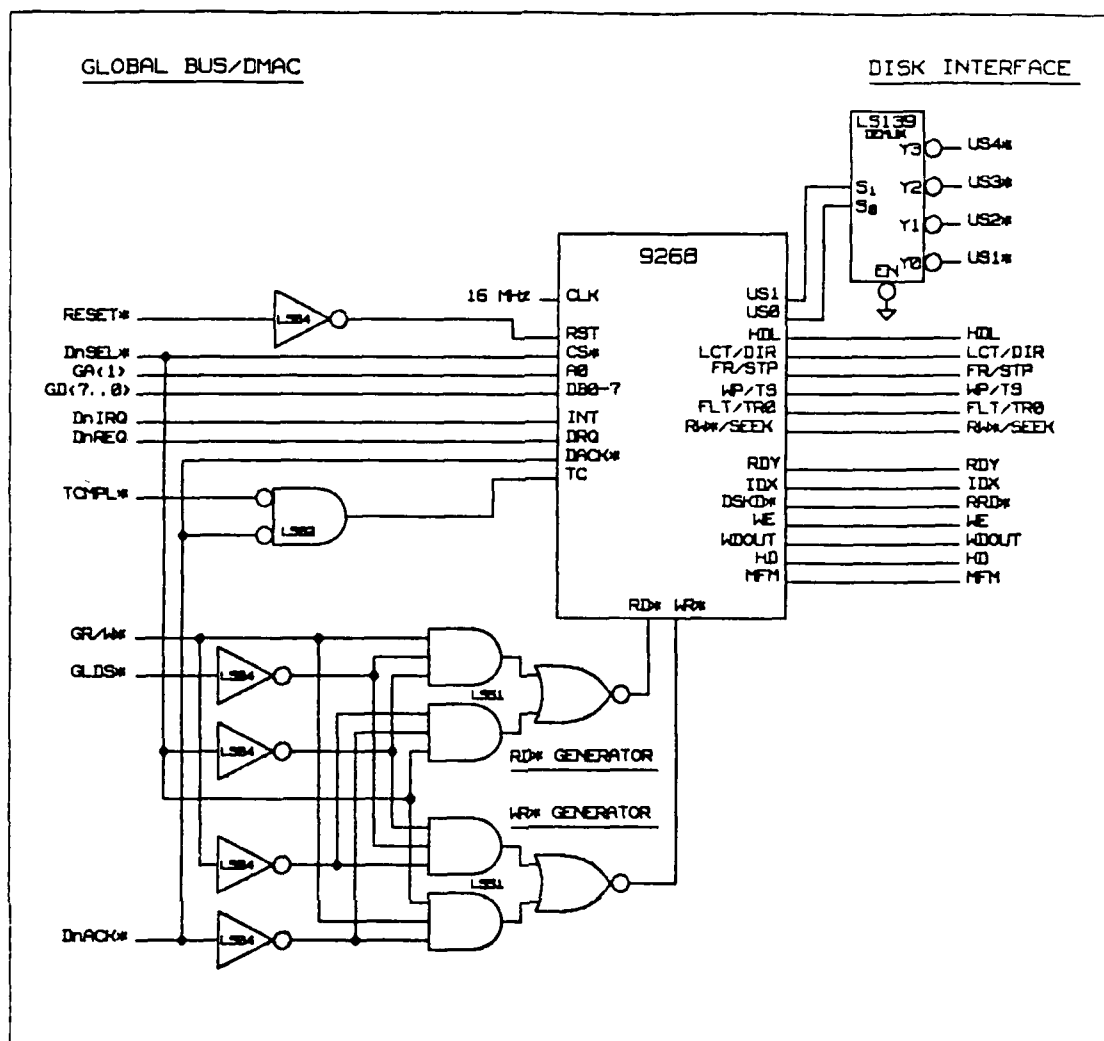 GLOBAL BUS/DMAC
DISK INTERFACE
LS139
DEMUX
Y3 US4*
S1 Y2 US3*
S0
Y1 US2*
Y0 US1*
EN
9268
16 MHz CLK
US1
US0
RESET* LS04 RST
HDL HDL
DnSEL* CS*
LCT/DIR LCT/DIR
GA(1) A0
FR/STP FR/STP
GD(7..0) DB0-7
WP/TS WP/TS
FLT/TR0 FLT/TR0
DnIRQ INT
RW*/SEEK RW*/SEEK
DnREQ DRQ
DACK*
RDY RDY
TC
IDX IDX
TCMPL*
DSKD* RRD*
LS02
WE WE
WDOUT WDOUT
HD HD
MFM MFM
RD* WR*
GR/W*
GLDS* LS04
LS51
LS04
RD* GENERATOR
WR* GENERATOR
LS04
LS51
DnACK* LS04